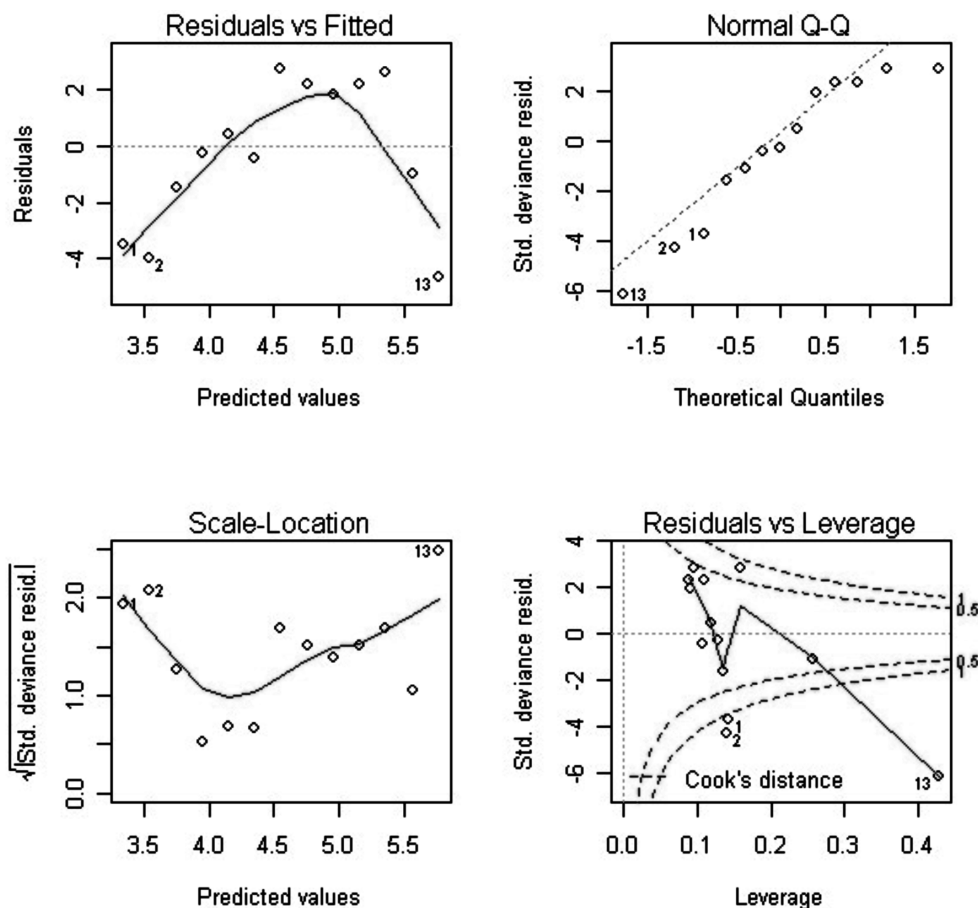 Residuals vs Fitted
Residuals
2
0
-2
-4
1
2
13
3.5 4.0 4.5 5.0 5.5
Predicted values
Normal Q-Q
Std. deviance resid.
2
0
-2
-4
-6
2
1
13
-1.5 -0.5 0.5 1.5
Theoretical Quantiles
Scale-Location
√|Std. deviance resid.|
2.0
1.0
0.0
1
2
13
3.5 4.0 4.5 5.0 5.5
Predicted values
Residuals vs Leverage
Std. deviance resid.
4
2
0
-2
-4
-6
1
0.5
0.5
1
1
2
13
Cook's distance
0.0 0.1 0.2 0.3 0.4
Leverage